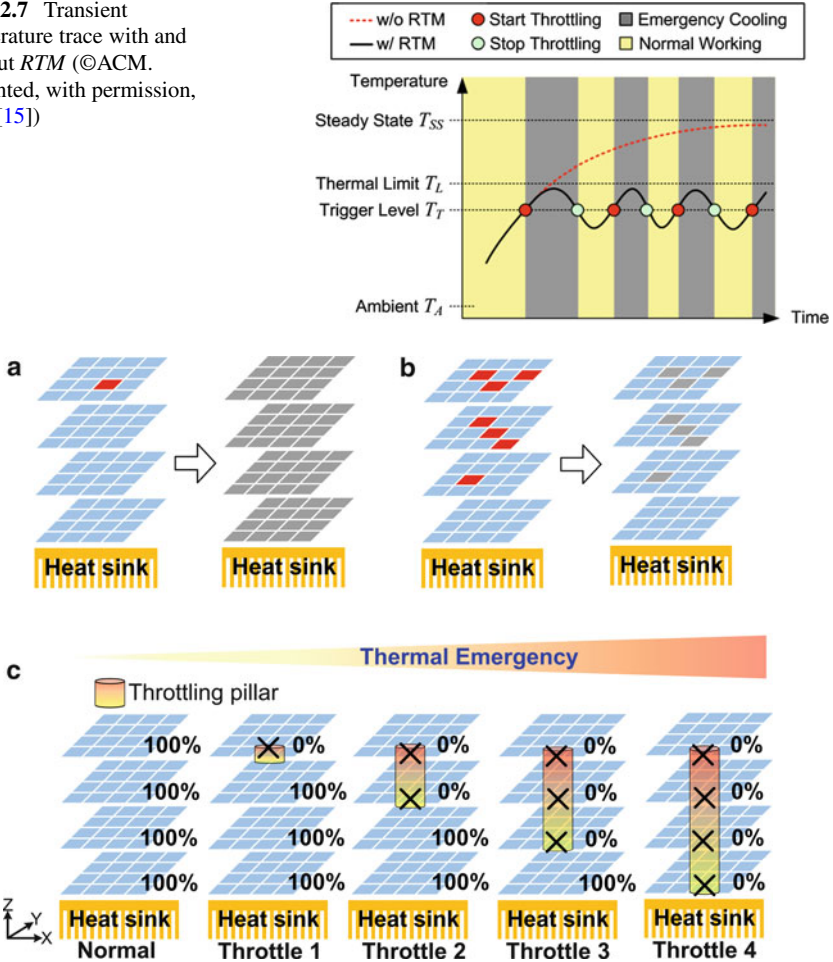 2.7 Transient
rature trace with and
ut RTM (©ACM.
nted, with permission,
[15])
w/o RTM Start Throttling Emergency Cooling
w/ RTM Stop Throttling Normal Working
Temperature
Steady State TSS
Thermal Limit TL
Trigger Level TT
Ambient TA
Time
a
b
Heat sink
Heat sink
Heat sink
Heat sink
Thermal Emergency
c
Throttling pillar
100% 0% 0% 0% 0%
100% 100% 0% 0% 0%
100% 100% 100% 0% 0%
100% 100% 100% 100% 0%
Z
Y
X
Heat sink Heat sink Heat sink Heat sink Heat sink
Normal Throttle 1 Throttle 2 Throttle 3 Throttle 4